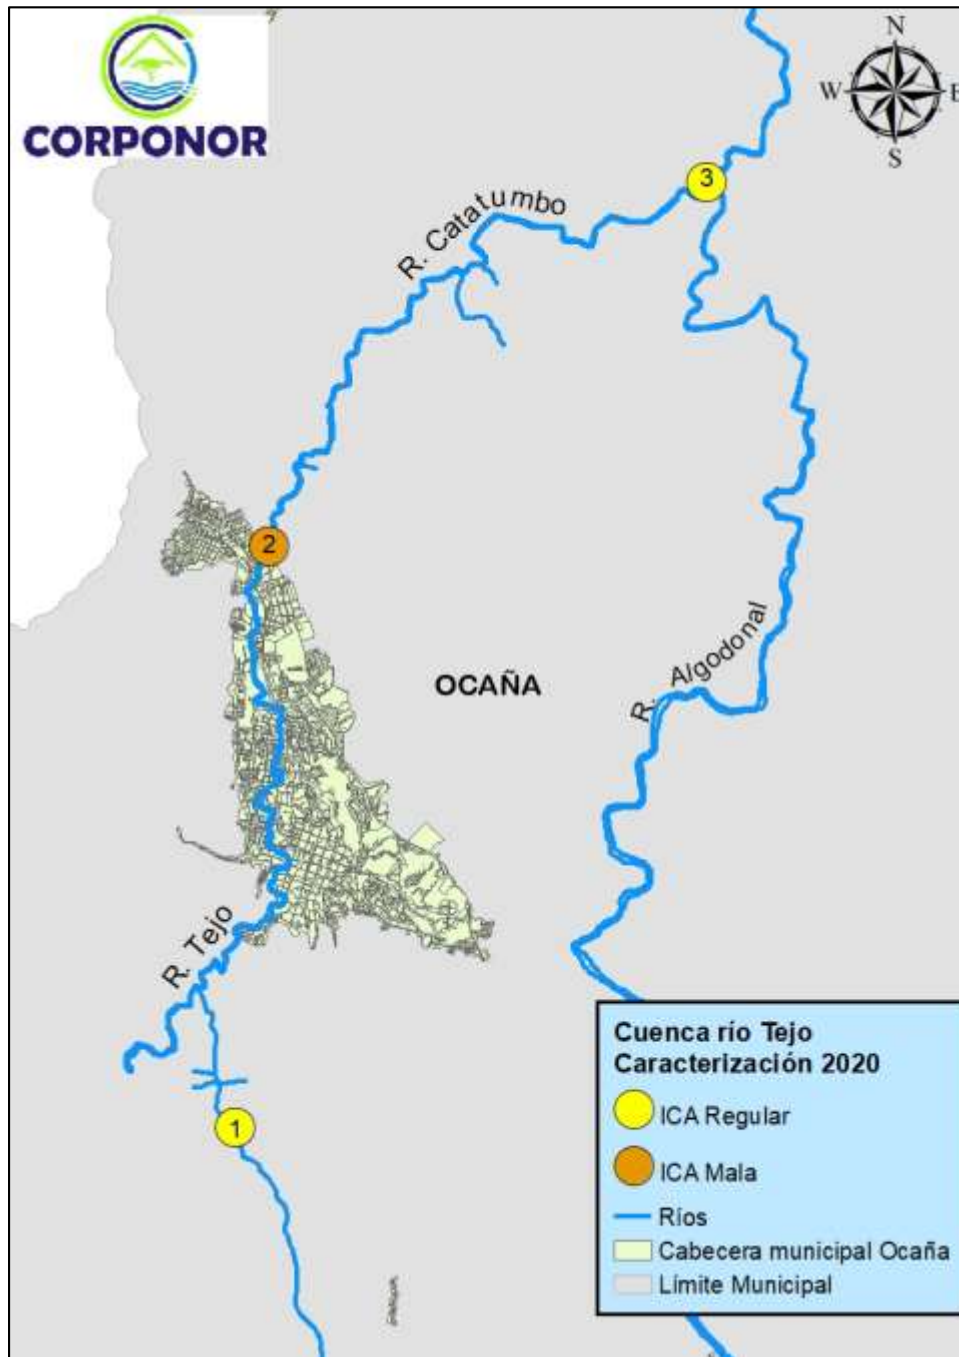 CORPONOR
N
W
E
S
3
R. Catatumbo
2
OCAÑA
R. Algodonal
R. Tejo
1
Cuenca río Tejo
Caracterización 2020
ICA Regular
ICA Mala
Ríos
Cabecera municipal Ocaña
Límite Municipal